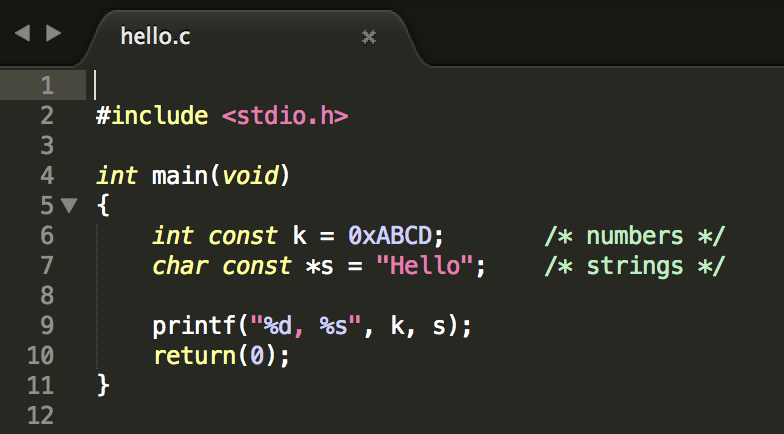 hello.c
1
2 #include <stdio.h>
3
4 int main(void)
5 {
6     int const k = 0xABCD;       /* numbers */
7     char const *s = "Hello";    /* strings */
8
9     printf("%d, %s", k, s);
10     return(0);
11 }
12